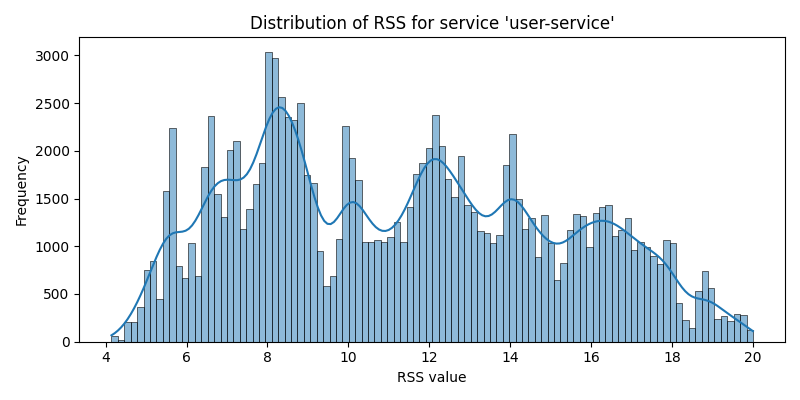 Distribution of RSS for service 'user-service'
3000
2500
2000
1500
1000
500
0
Frequency
4 6 8 10 12 14 16 18 20
RSS value